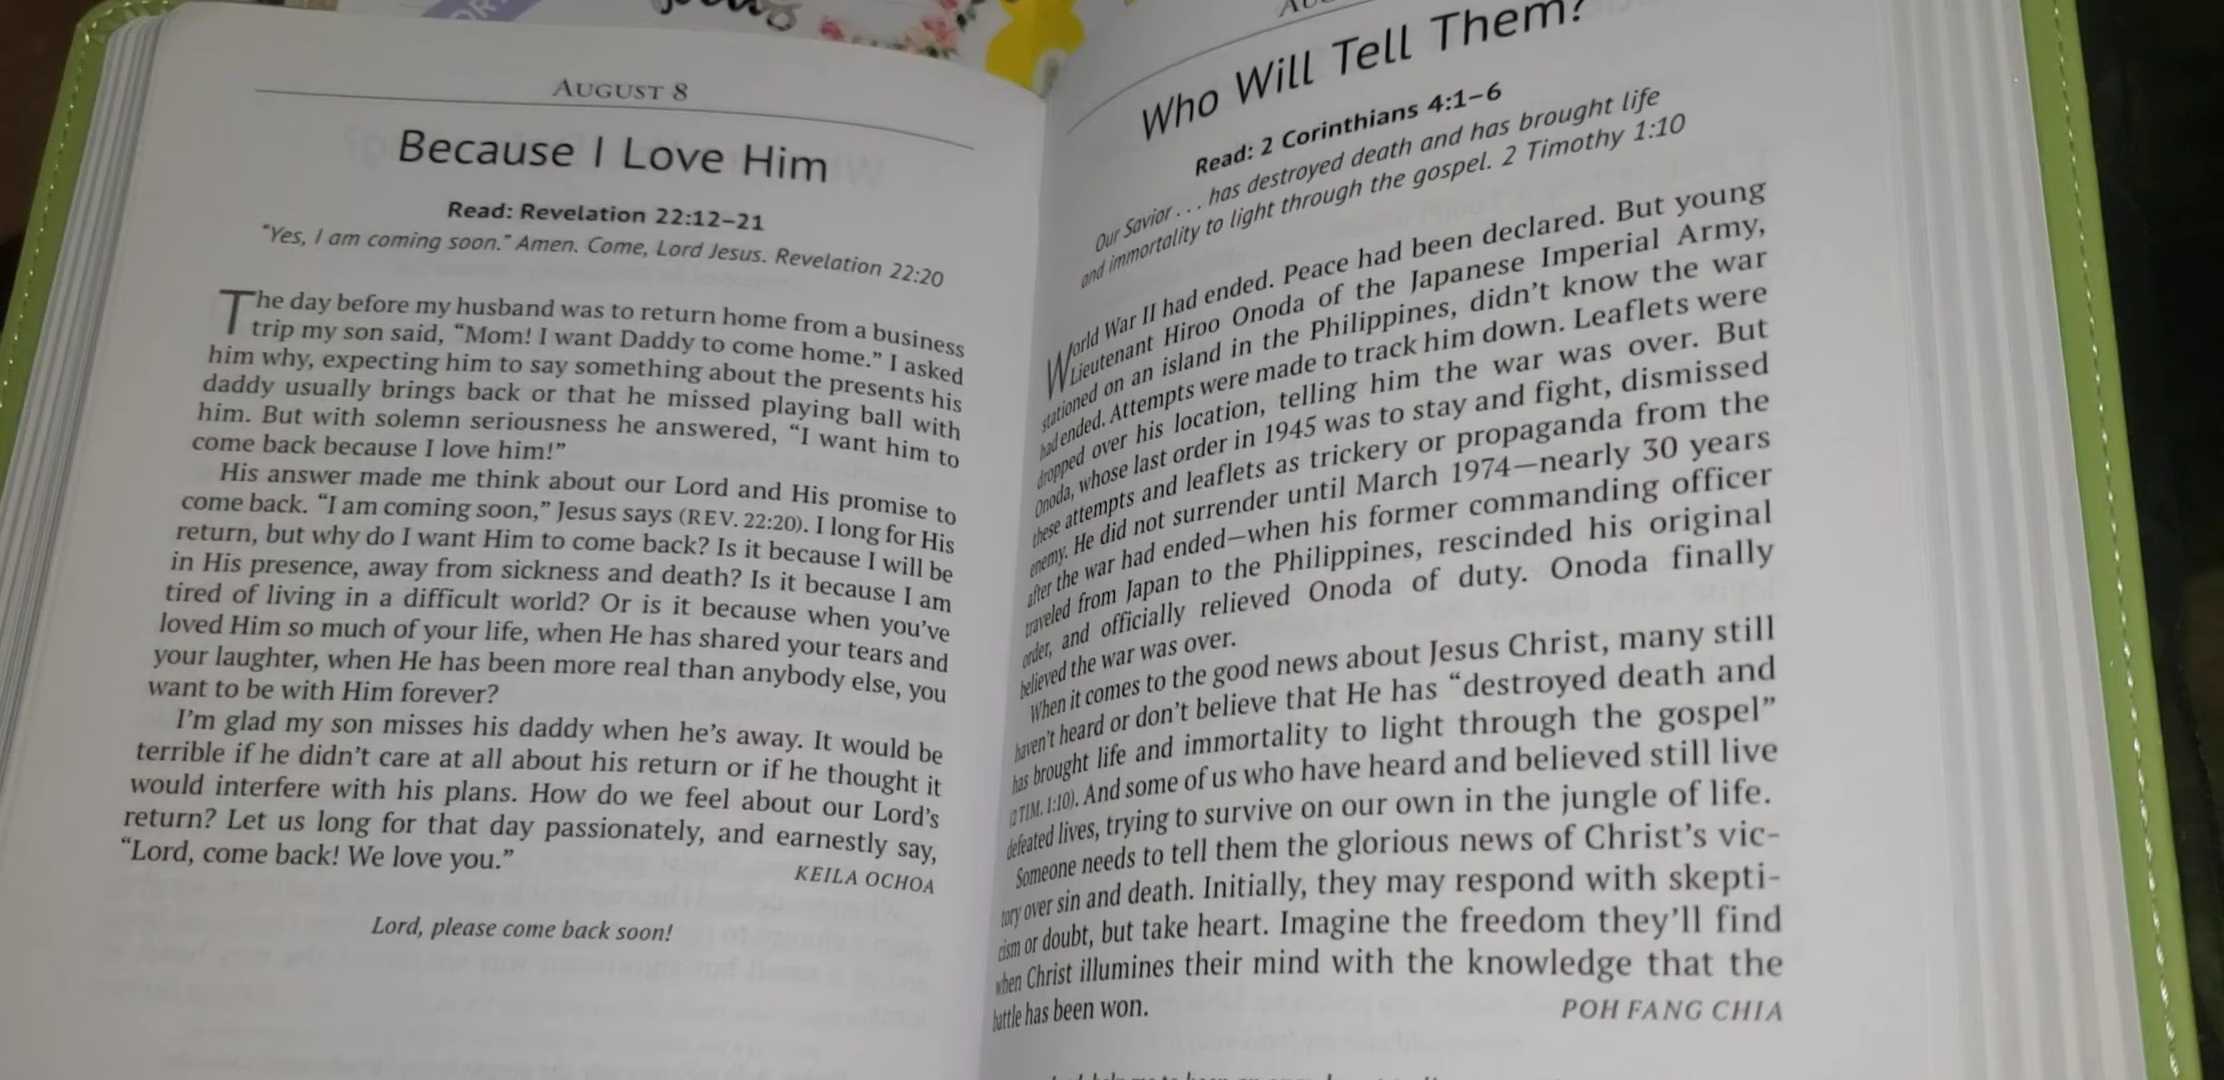 August 8
Because I Love Him
Read: Revelation 22:12–21
“Yes, I am coming soon.” Amen. Come, Lord Jesus. Revelation 22:20
The day before my husband was to return home from a business
trip my son said, “Mom! I want Daddy to come home.” I asked
him why, expecting him to say something about the presents his
daddy usually brings back or that he missed playing ball with
him. But with solemn seriousness he answered, “I want him to
come back because I love him!”
His answer made me think about our Lord and His promise to
come back. “I am coming soon,” Jesus says (REV. 22:20). I long for His
return, but why do I want Him to come back? Is it because I will be
in His presence, away from sickness and death? Is it because I am
tired of living in a difficult world? Or is it because when you’ve
loved Him so much of your life, when He has shared your tears and
your laughter, when He has been more real than anybody else, you
want to be with Him forever?
I’m glad my son misses his daddy when he’s away. It would be
terrible if he didn’t care at all about his return or if he thought it
would interfere with his plans. How do we feel about our Lord’s
return? Let us long for that day passionately, and earnestly say,
“Lord, come back! We love you.”
KEILA OCHOA
Lord, please come back soon!
Who Will Tell Them?
Read: 2 Corinthians 4:1–6
Our Savior . . . has destroyed death and has brought life
and immortality to light through the gospel. 2 Timothy 1:10
World War II had ended. Peace had been declared. But young
Lieutenant Hiroo Onoda of the Japanese Imperial Army,
stationed on an island in the Philippines, didn’t know the war
had ended. Attempts were made to track him down. Leaflets were
dropped over his location, telling him the war was over. But
Onoda, whose last order in 1945 was to stay and fight, dismissed
these attempts and leaflets as trickery or propaganda from the
enemy. He did not surrender until March 1974—nearly 30 years
after the war had ended—when his former commanding officer
traveled from Japan to the Philippines, rescinded his original
order, and officially relieved Onoda of duty. Onoda finally
believed the war was over.
When it comes to the good news about Jesus Christ, many still
haven’t heard or don’t believe that He has “destroyed death and
has brought life and immortality to light through the gospel”
(2 TIM. 1:10). And some of us who have heard and believed still live
defeated lives, trying to survive on our own in the jungle of life.
Someone needs to tell them the glorious news of Christ’s vic-
tory over sin and death. Initially, they may respond with skepti-
cism or doubt, but take heart. Imagine the freedom they’ll find
when Christ illumines their mind with the knowledge that the
battle has been won.
POH FANG CHIA